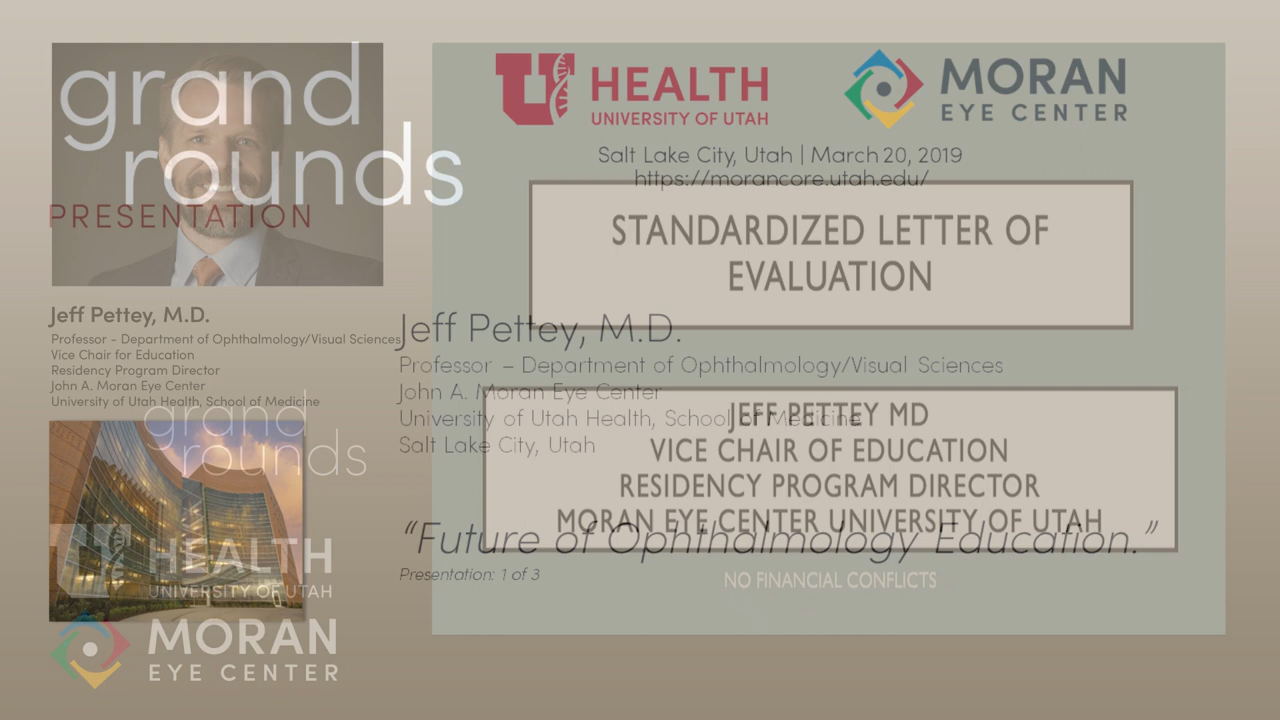 grand
rounds
PRESENTATION
Jeff Pettey, M.D.
Professor - Department of Ophthalmology/Visual Sciences
Vice Chair for Education
Residency Program Director
John A. Moran Eye Center
University of Utah Health, School of Medicine
grand
rounds
U HEALTH
UNIVERSITY OF UTAH
MORAN
EYE CENTER
U HEALTH
UNIVERSITY OF UTAH
MORAN
EYE CENTER
Salt Lake City, Utah | March 20, 2019
https://morancore.utah.edu/
STANDARDIZED LETTER OF
EVALUATION
Jeff Pettey, M.D.
Professor – Department of Ophthalmology/Visual Sciences
John A. Moran Eye Center
University of Utah Health, School of Medicine
Salt Lake City, Utah
JEFF PETTEY MD
VICE CHAIR OF EDUCATION
RESIDENCY PROGRAM DIRECTOR
MORAN EYE CENTER UNIVERSITY OF UTAH
“Future of Ophthalmology Education.”
Presentation: 1 of 3
NO FINANCIAL CONFLICTS